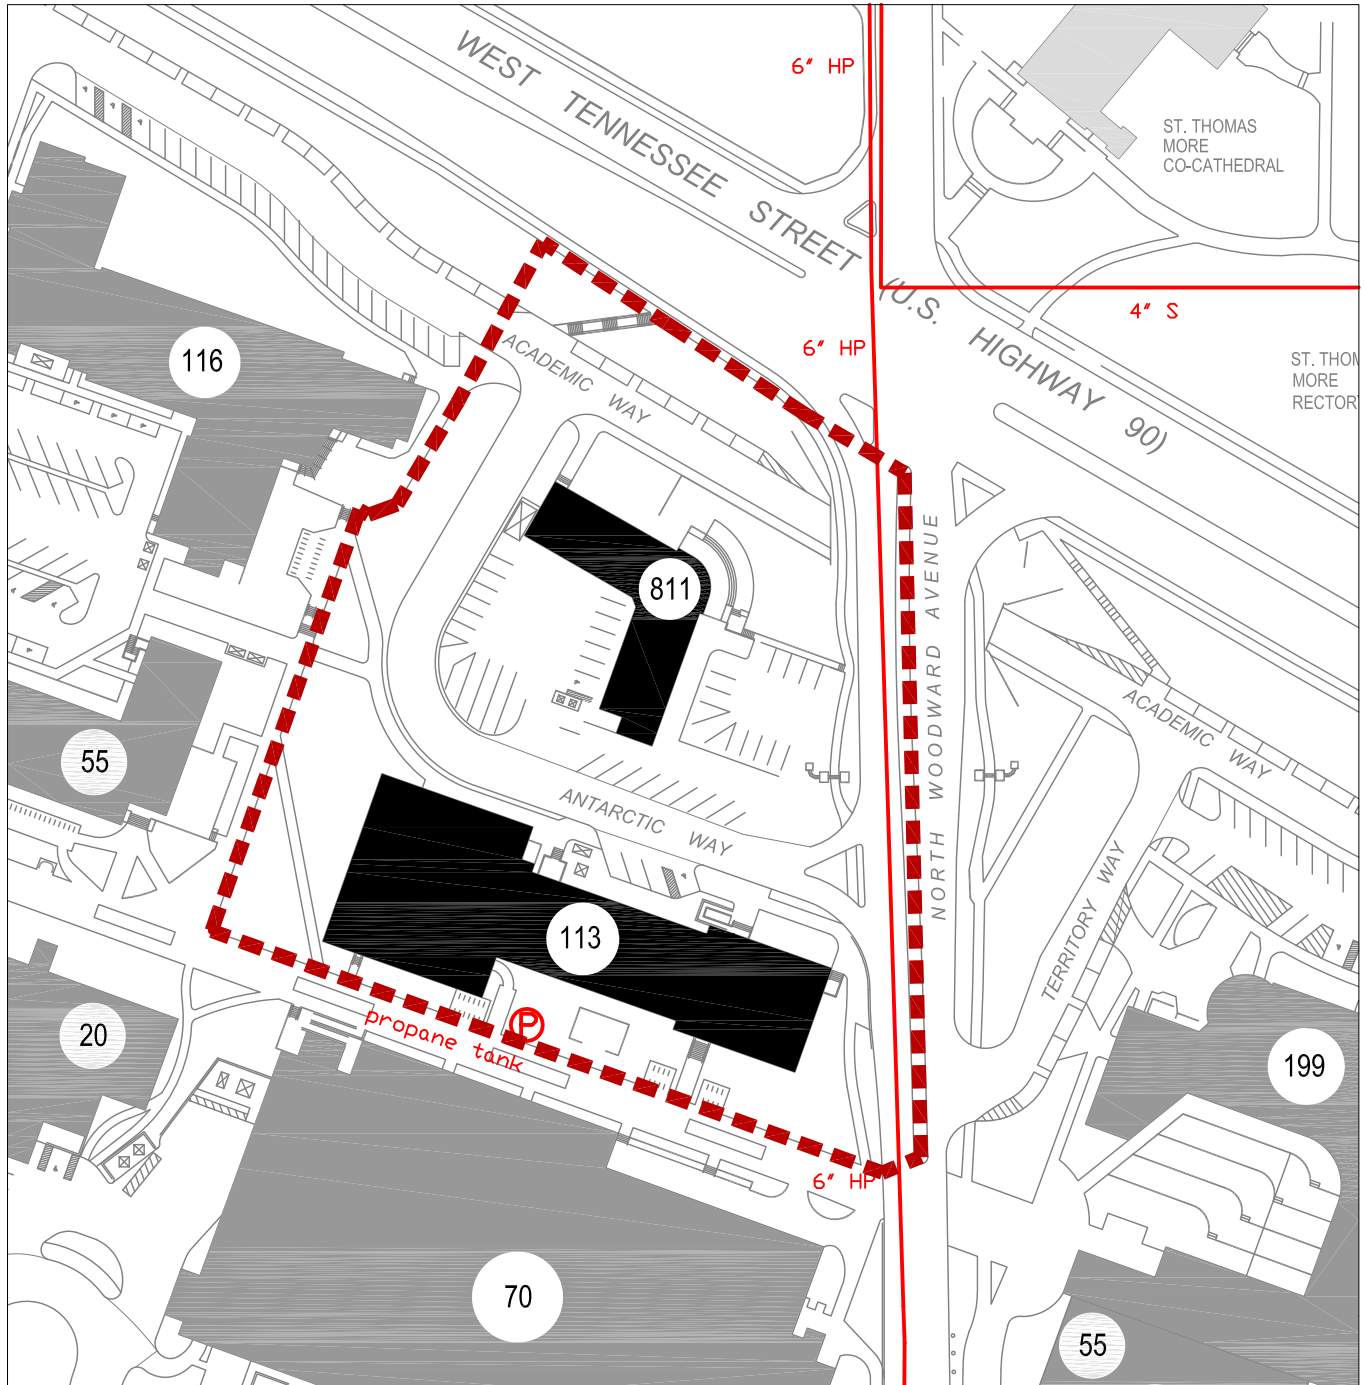 6" HP
WEST TENNESSEE STREET (U.S. HIGHWAY 90)
ST. THOMAS
MORE
CO-CATHEDRAL
4" S
6" HP
ACADEMIC WAY
116
ST. THOM
MORE
RECTOR
811
NORTH WOODWARD AVENUE
ACADEMIC WAY
55
ANTARCTIC WAY
TERRITORY WAY
113
propane tank
P
20
199
6" HP
70
55